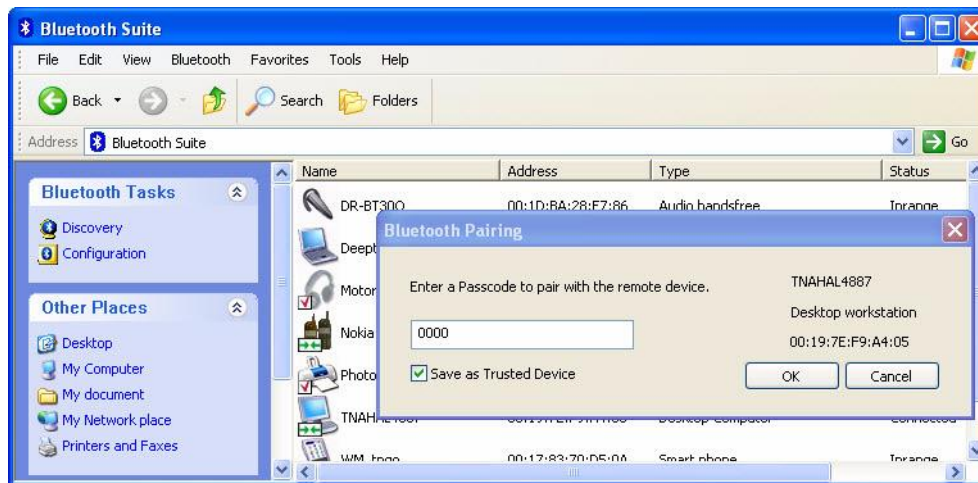 Bluetooth Suite
File Edit View Bluetooth Favorites Tools Help
Back Search Folders
Address Bluetooth Suite Go
Bluetooth Tasks
Discovery
Configuration
Other Places
Desktop
My Computer
My document
My Network place
Printers and Faxes
Name Address Type Status
DR-BT30Q 00:1D:BA:28:F7:86 Audio handsfree Inrange
Motor
Nokia
Photo
WM_tngo 00:17:83:70:D5:0A Smart phone Inrange
Bluetooth Pairing
Enter a Passcode to pair with the remote device.
0000
Save as Trusted Device
TNAHAL4887
Desktop workstation
00:19:7E:F9:A4:05
OK Cancel